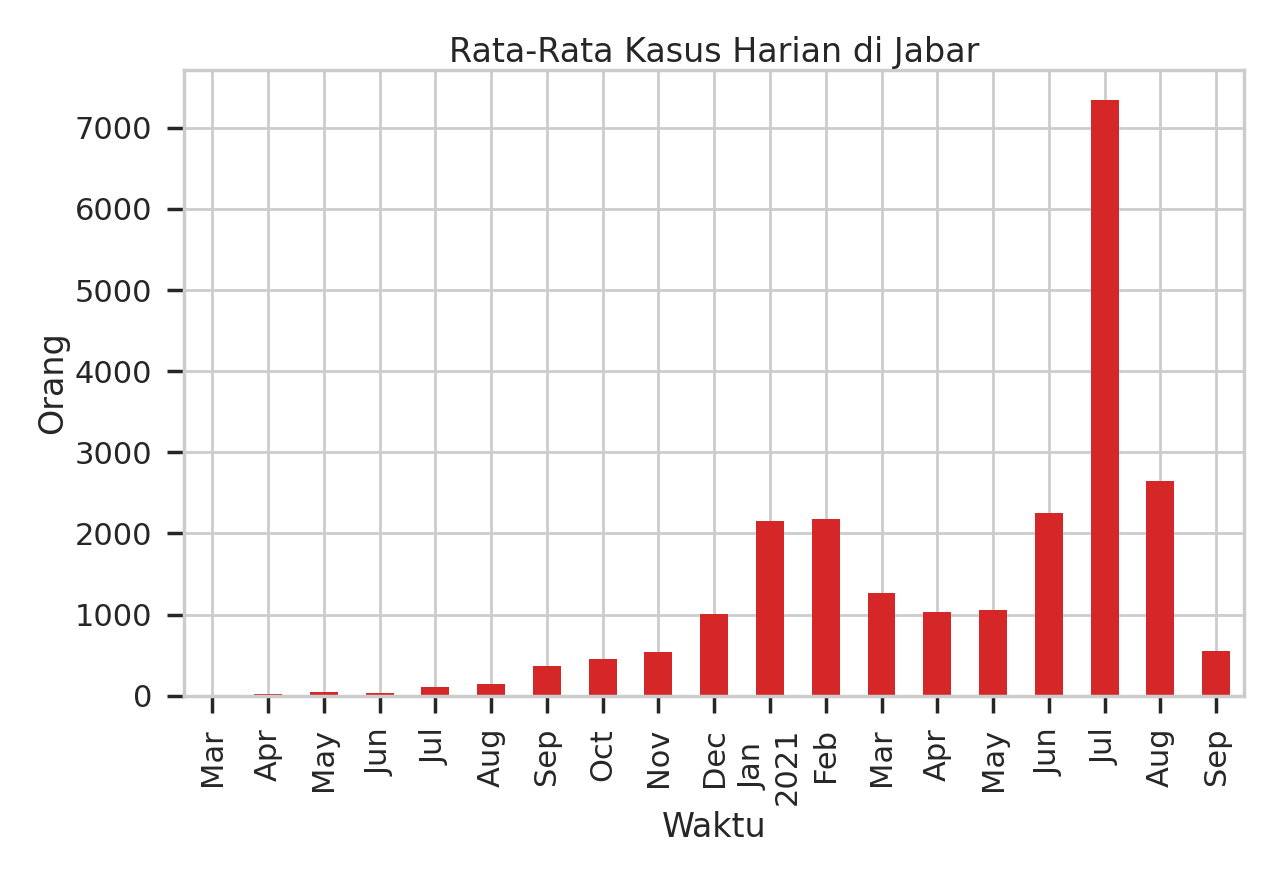 Rata-Rata Kasus Harian di Jabar
7000
6000
5000
4000
3000
2000
1000
0
Orang
Mar
Apr
May
Jun
Jul
Aug
Sep
Oct
Nov
Dec
Jan
2021
Feb
Mar
Apr
May
Jun
Jul
Aug
Sep
Waktu